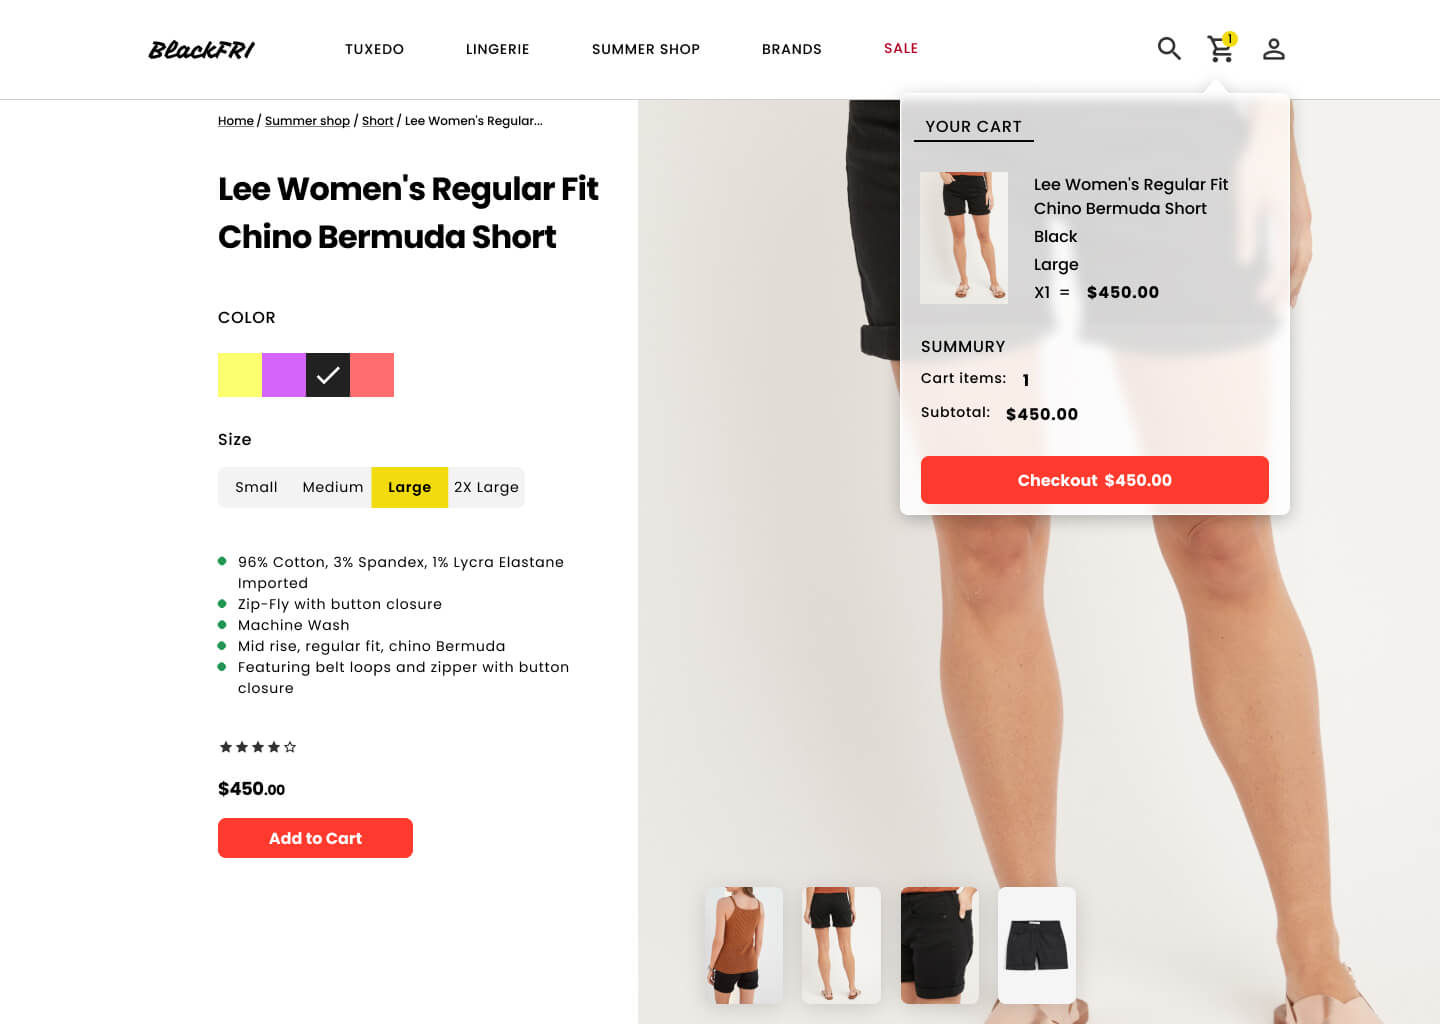 BlackFRI
TUXEDO
LINGERIE
SUMMER SHOP
BRANDS
SALE
1
Home / Summer shop / Short / Lee Women's Regular...
Lee Women's Regular Fit
Chino Bermuda Short
COLOR
Size
Small
Medium
Large
2X Large
96% Cotton, 3% Spandex, 1% Lycra Elastane
Imported
Zip-Fly with button closure
Machine Wash
Mid rise, regular fit, chino Bermuda
Featuring belt loops and zipper with button
closure
$450.00
Add to Cart
YOUR CART
Lee Women's Regular Fit
Chino Bermuda Short
Black
Large
X1 = $450.00
SUMMURY
Cart items: 1
Subtotal: $450.00
Checkout $450.00